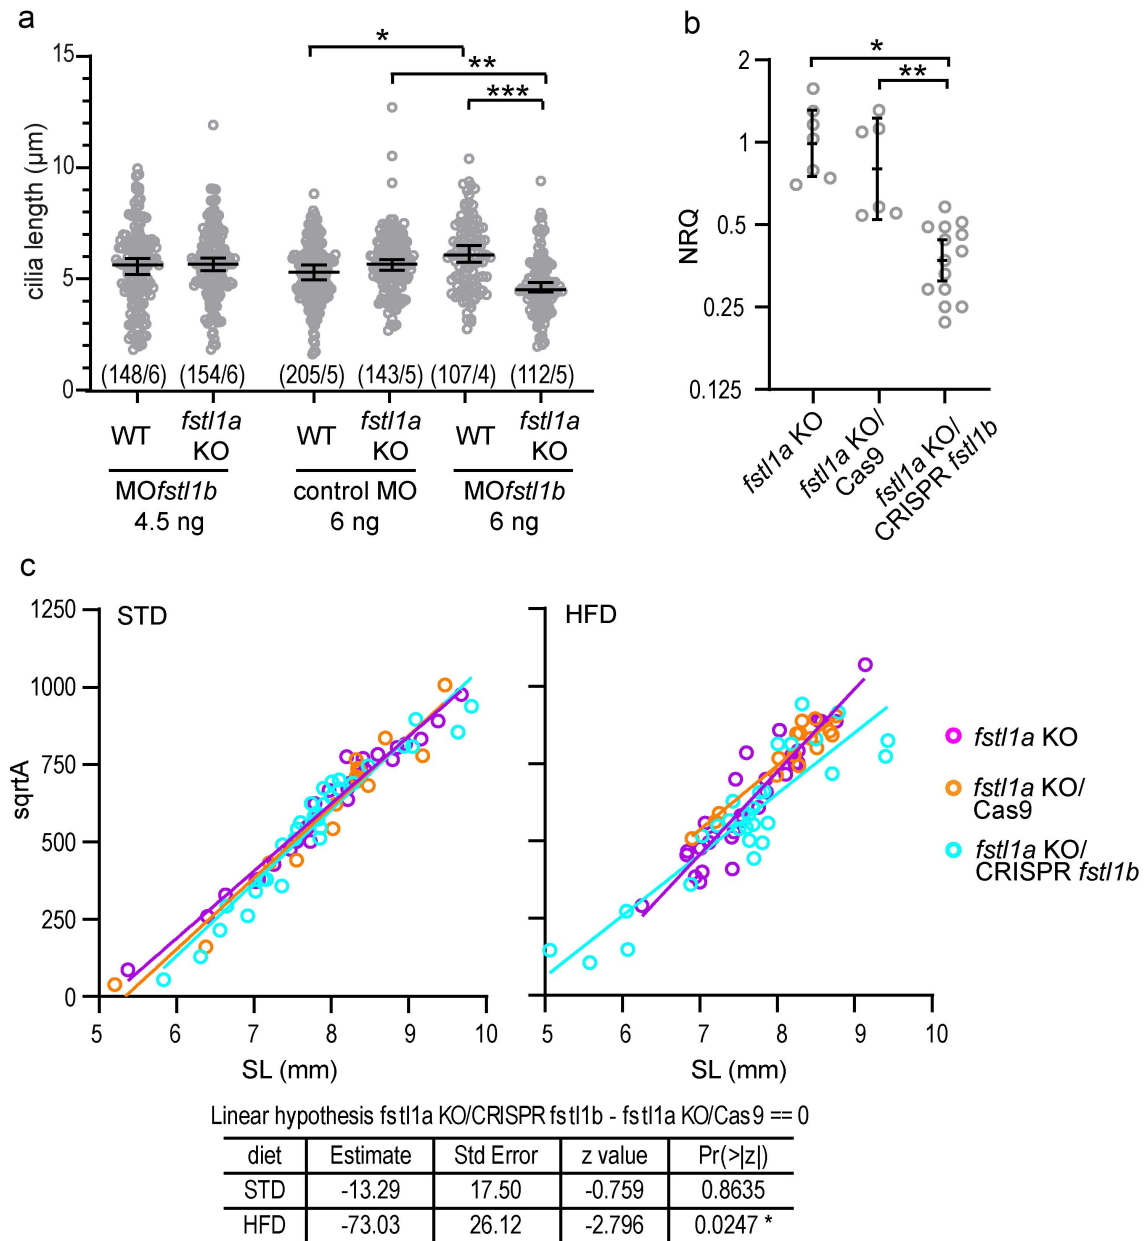 a
15
10
5
0
cilia length (µm)
*
**
***
(148/6) (154/6) (205/5) (143/5) (107/4) (112/5)
WT fstl1a KO WT fstl1a KO WT fstl1a KO
MOfstl1b
4.5 ng
control MO
6 ng
MOfstl1b
6 ng
b
2
1
0.5
0.25
0.125
NRQ
*
**
fstl1a KO
fstl1a KO/
Cas9
fstl1a KO/
CRISPR fstl1b
c
STD
1250
1000
750
500
250
0
sqrtA
5 6 7 8 9 10
SL (mm)
HFD
5 6 7 8 9 10
SL (mm)
fstl1a KO
fstl1a KO/
Cas9
fstl1a KO/
CRISPR fstl1b
Linear hypothesis fstl1a KO/CRISPR fstl1b - fstl1a KO/Cas9 == 0
diet Estimate Std Error z value Pr(>|z|)
STD -13.29 17.50 -0.759 0.8635
HFD -73.03 26.12 -2.796 0.0247 *